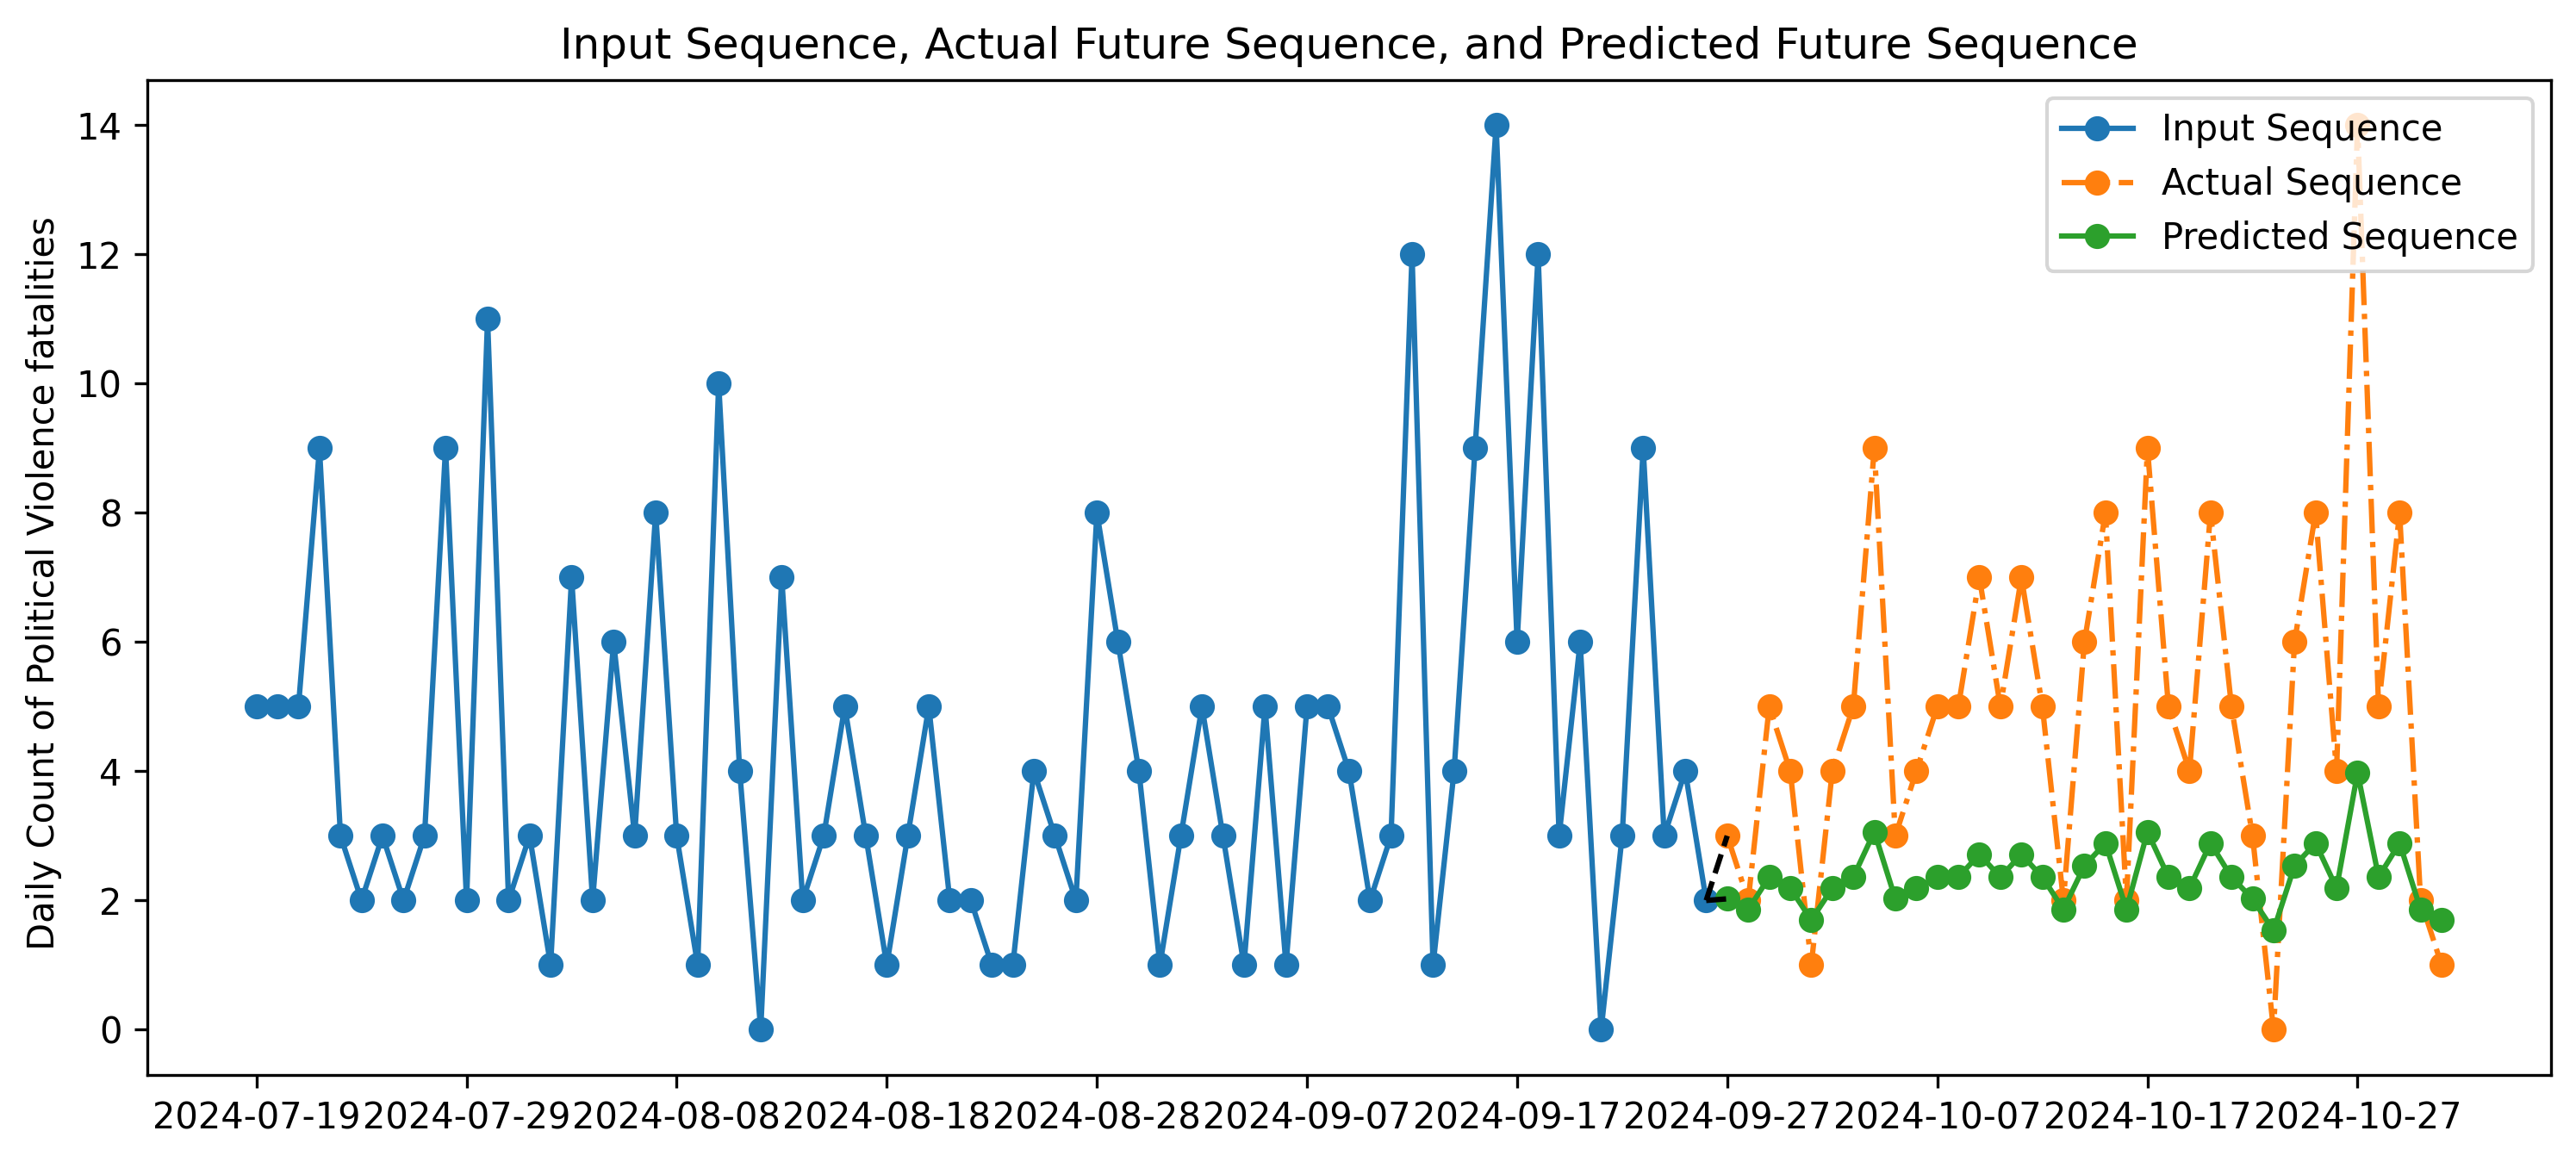 Input Sequence, Actual Future Sequence, and Predicted Future Sequence
Daily Count of Political Violence fatalities
14
12
10
8
6
4
2
0
Input Sequence
Actual Sequence
Predicted Sequence
2024-07-19 2024-07-29 2024-08-08 2024-08-18 2024-08-28 2024-09-07 2024-09-17 2024-09-27 2024-10-07 2024-10-17 2024-10-27